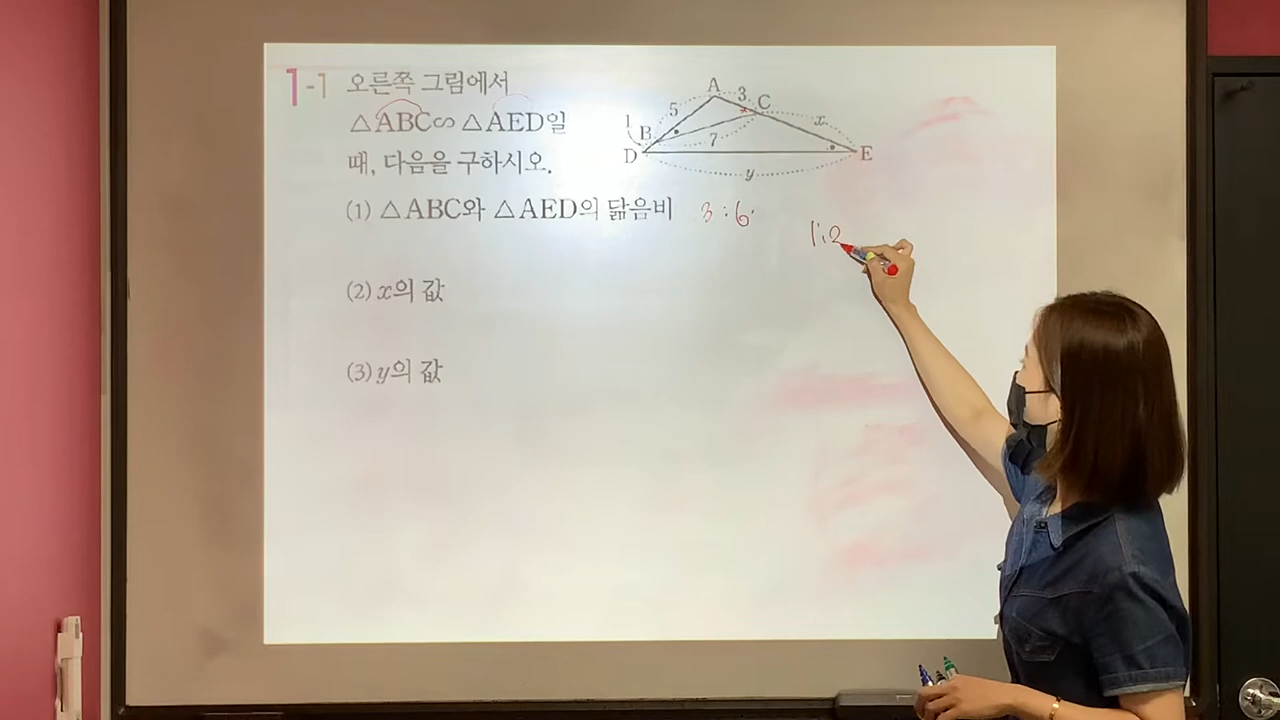 1-1 오른쪽 그림에서
△ABC∽△AED일
때, 다음을 구하시오.
A
3
C
5
x
1
B
7
D
E
y
(1) △ABC와 △AED의 닮음비 3:6
1:2
(2) x의 값
(3) y의 값